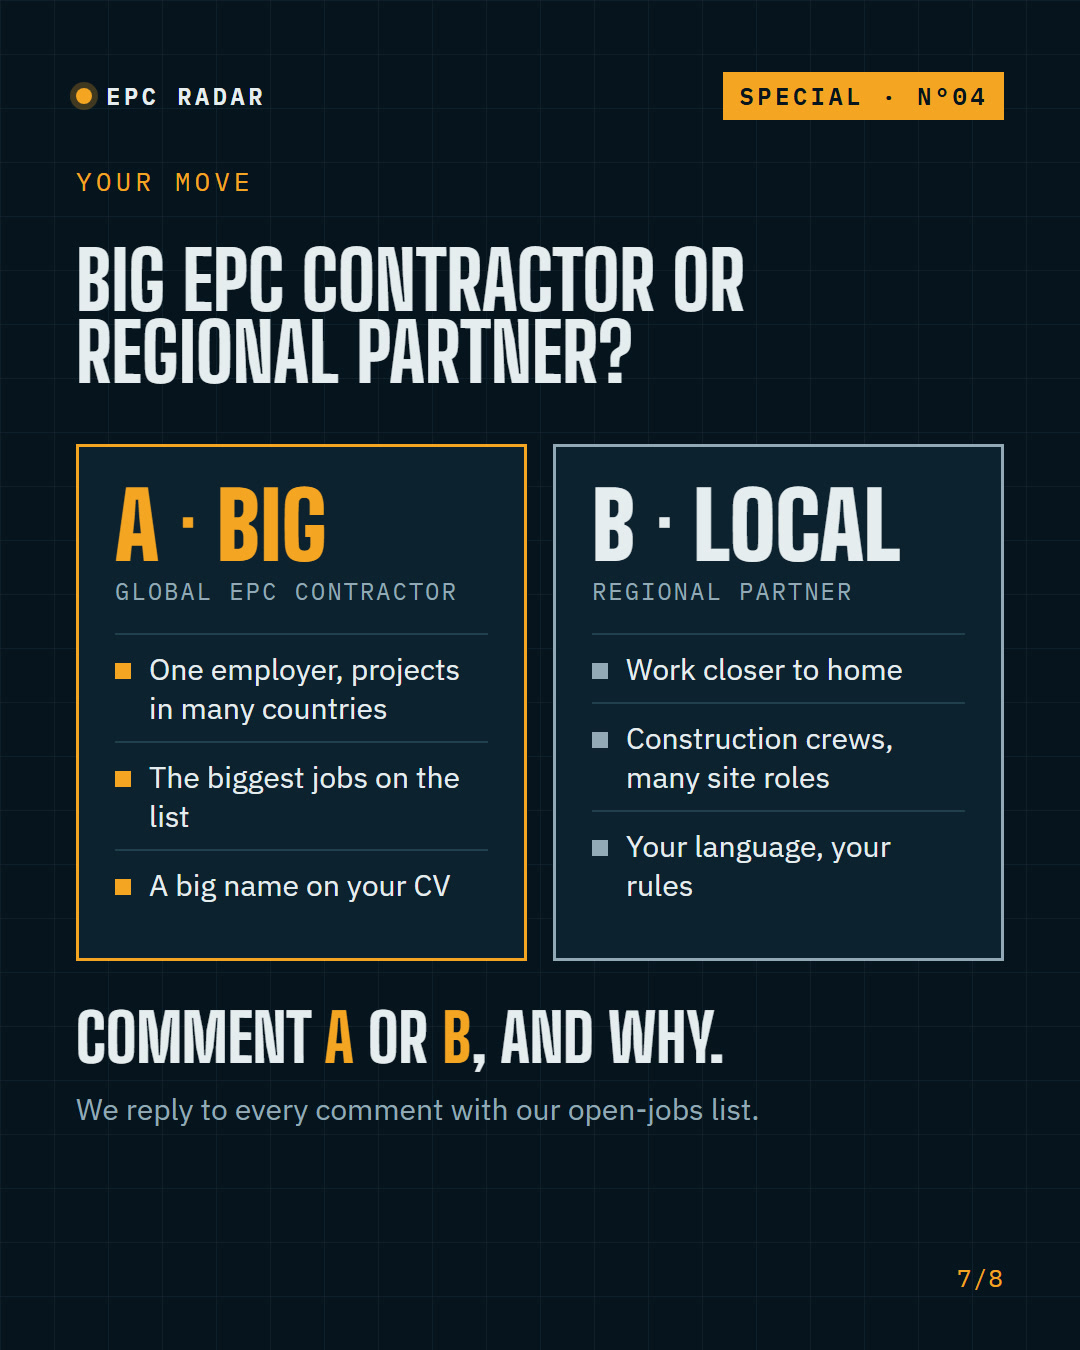 EPC RADAR
SPECIAL · N°04
YOUR MOVE
BIG EPC CONTRACTOR OR
REGIONAL PARTNER?
A · BIG
GLOBAL EPC CONTRACTOR
One employer, projects
in many countries
The biggest jobs on the
list
A big name on your CV
B · LOCAL
REGIONAL PARTNER
Work closer to home
Construction crews,
many site roles
Your language, your
rules
COMMENT A OR B, AND WHY.
We reply to every comment with our open-jobs list.
7/8